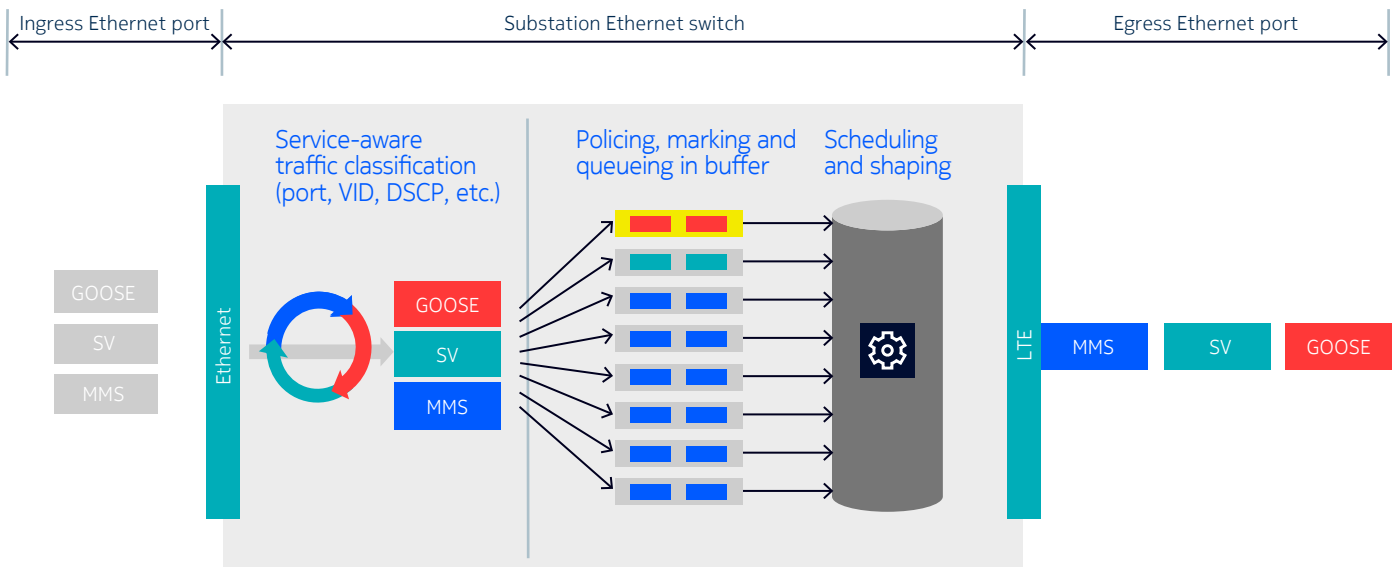 Ingress Ethernet port
Substation Ethernet switch
Egress Ethernet port
Service-aware
traffic classification
(port, VID, DSCP, etc.)
Policing, marking and
queueing in buffer
Scheduling
and shaping
GOOSE
SV
MMS
Ethernet
GOOSE
SV
MMS
LTE
MMS
SV
GOOSE